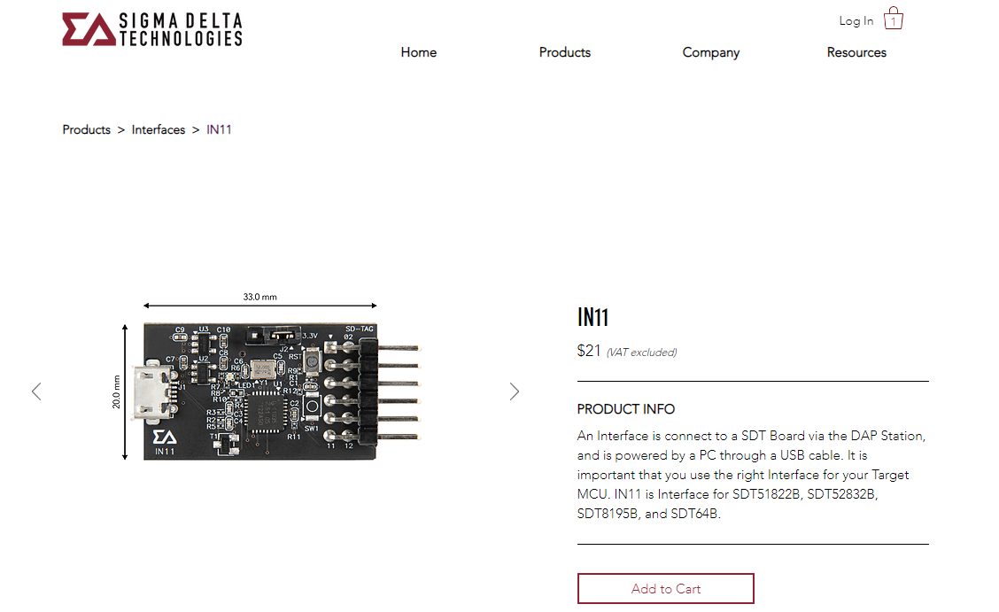 SIGMA DELTA
TECHNOLOGIES
Log In
1
Home
Products
Company
Resources
Products > Interfaces > IN11
33.0 mm
20.0 mm
C9
U3
C10
SD-TAG
3.3V
02
J2
C7
C8
U2
C6
R6
C5
RST
Y1
R9
R1
C1
LED1
U1
R12
J1
R7
R8
R10
R4
C3
C4
R3
R2
R5
C2
SW1
T1
R11
11 12
ΣΔ
IN11
IN11
$21 (VAT excluded)
PRODUCT INFO
An Interface is connect to a SDT Board via the DAP Station,
and is powered by a PC through a USB cable. It is
important that you use the right Interface for your Target
MCU. IN11 is Interface for SDT51822B, SDT52832B,
SDT8195B, and SDT64B.
Add to Cart